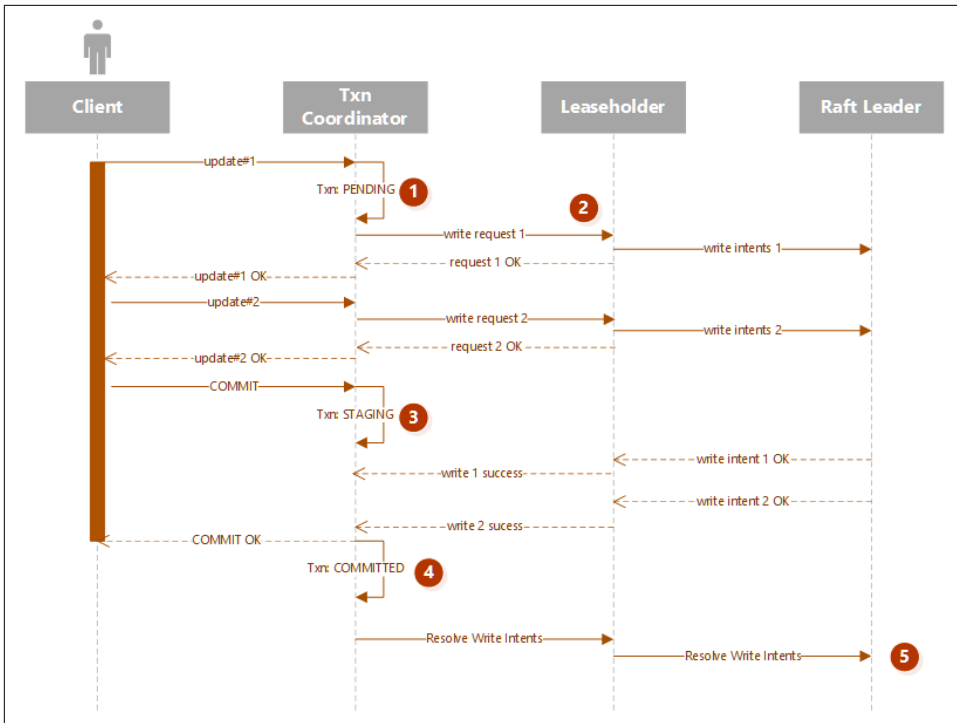 Client
Txn
Coordinator
Leaseholder
Raft Leader
update#1
Txn: PENDING
1
2
write request 1
write intents 1
request 1 OK
update#1 OK
update#2
write request 2
write intents 2
request 2 OK
update#2 OK
COMMIT
Txn: STAGING
3
write intent 1 OK
write 1 success
write intent 2 OK
write 2 sucess
COMMIT OK
Txn: COMMITTED
4
Resolve Write Intents
Resolve Write Intents
5